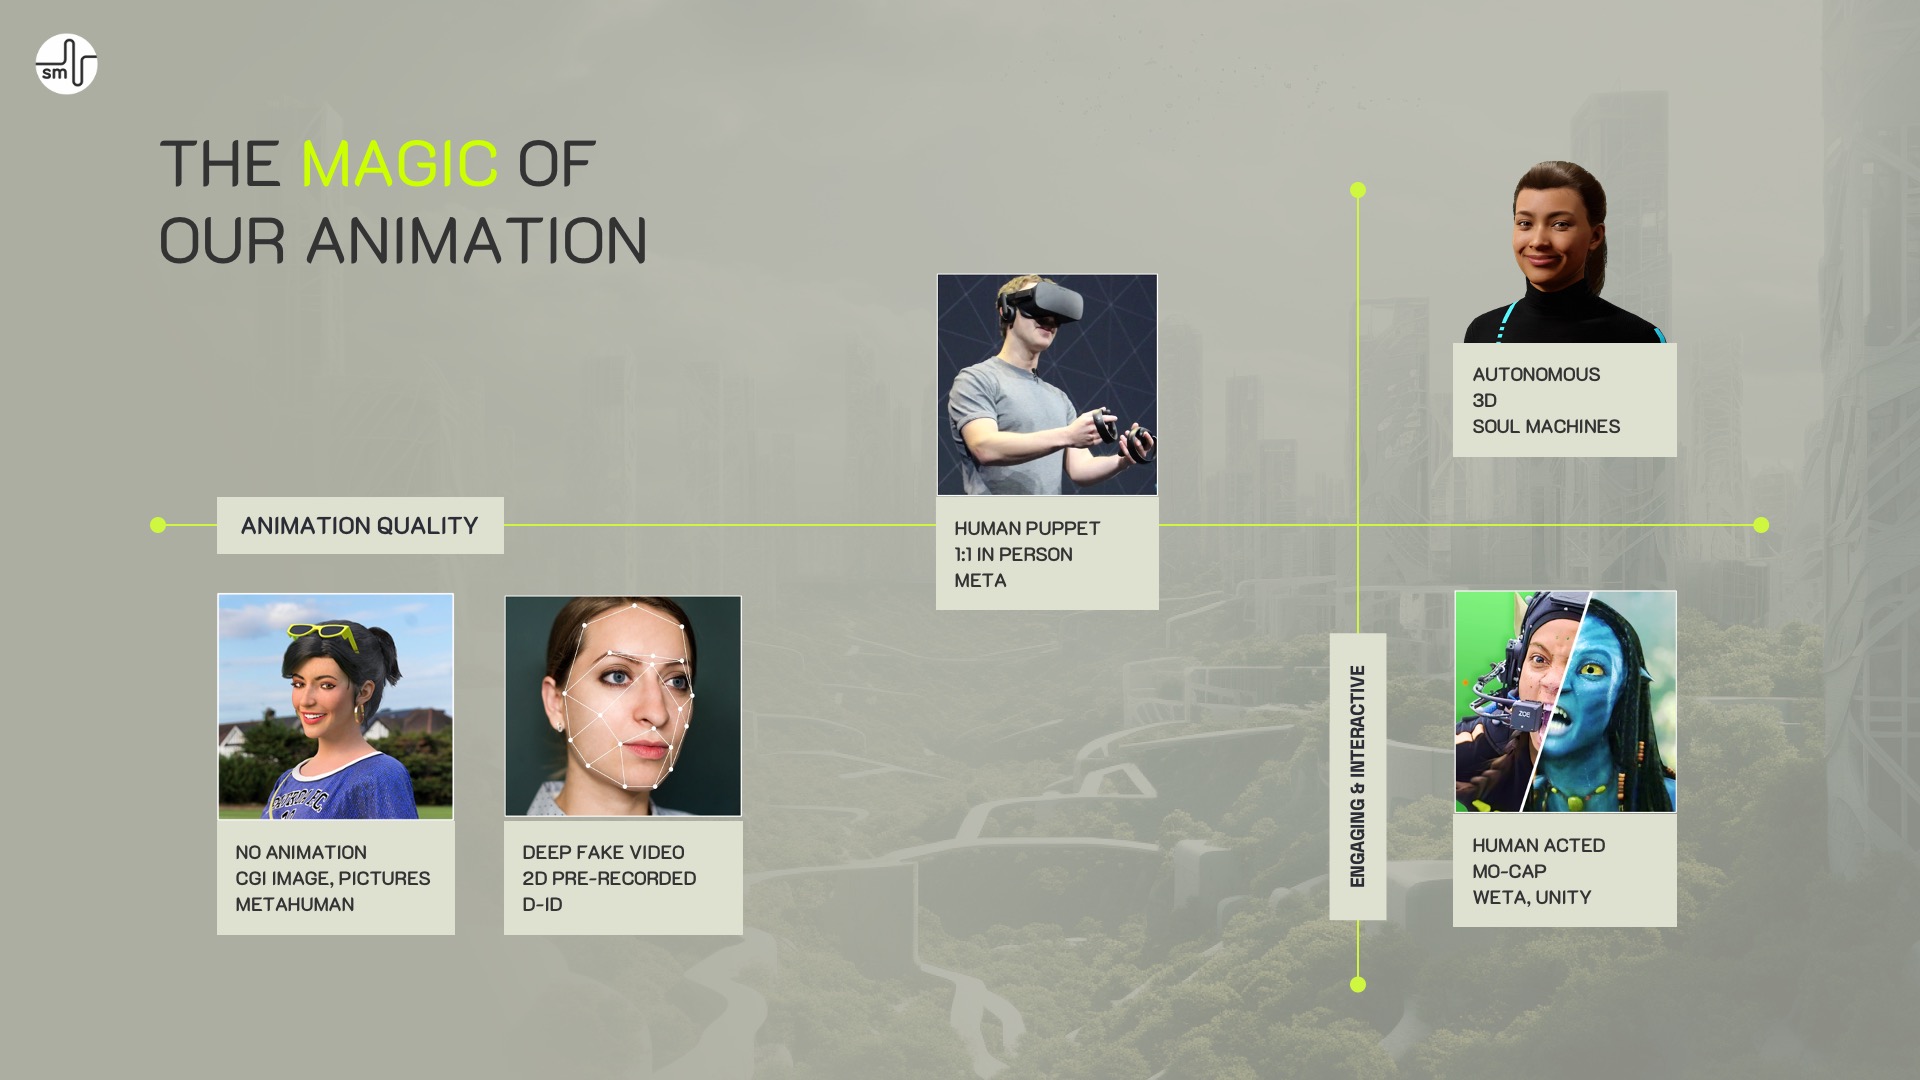 sm
THE MAGIC OF
OUR ANIMATION
AUTONOMOUS
3D
SOUL MACHINES
ANIMATION QUALITY
HUMAN PUPPET
1:1 IN PERSON
META
ENGAGING & INTERACTIVE
NO ANIMATION
CGI IMAGE, PICTURES
METAHUMAN
DEEP FAKE VIDEO
2D PRE-RECORDED
D-ID
ZOE
HUMAN ACTED
MO-CAP
WETA, UNITY